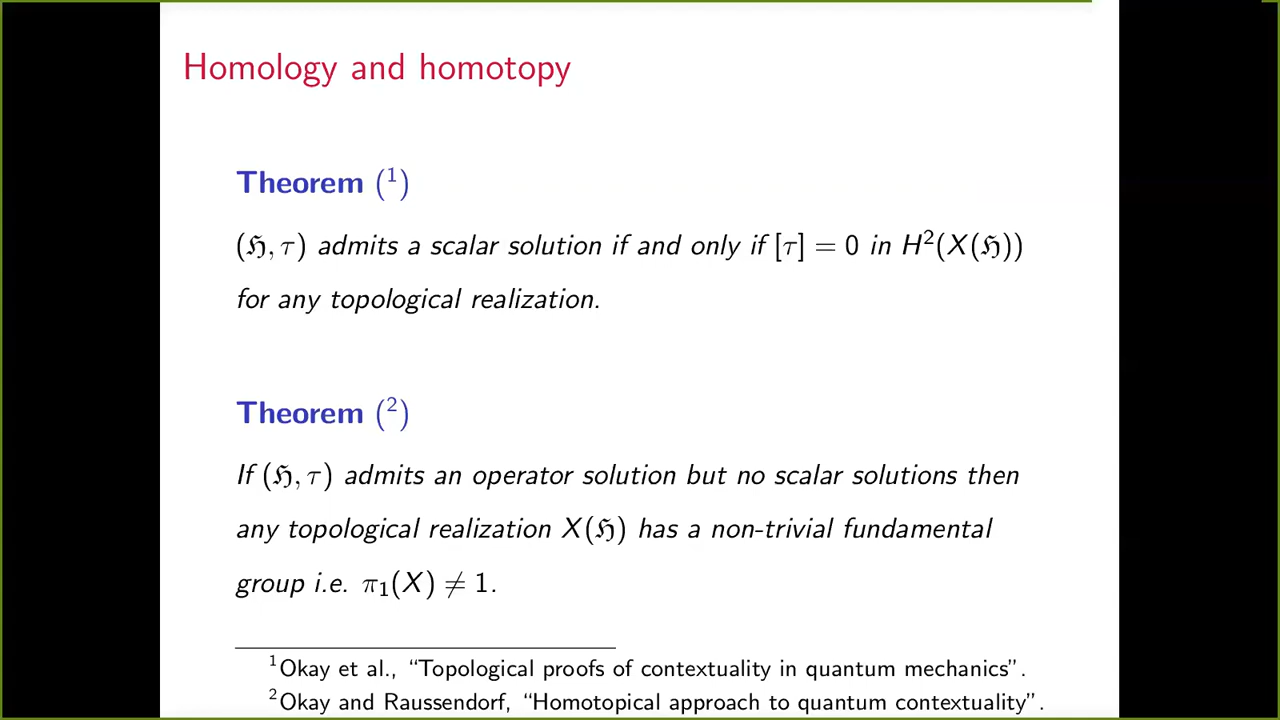 Homology and homotopy
Theorem (¹)
(ℌ, τ) admits a scalar solution if and only if [τ] = 0 in H²(X(ℌ))
for any topological realization.
Theorem (²)
If (ℌ, τ) admits an operator solution but no scalar solutions then
any topological realization X(ℌ) has a non-trivial fundamental
group i.e. π₁(X) ≠ 1.
¹Okay et al., “Topological proofs of contextuality in quantum mechanics”.
²Okay and Raussendorf, “Homotopical approach to quantum contextuality”.